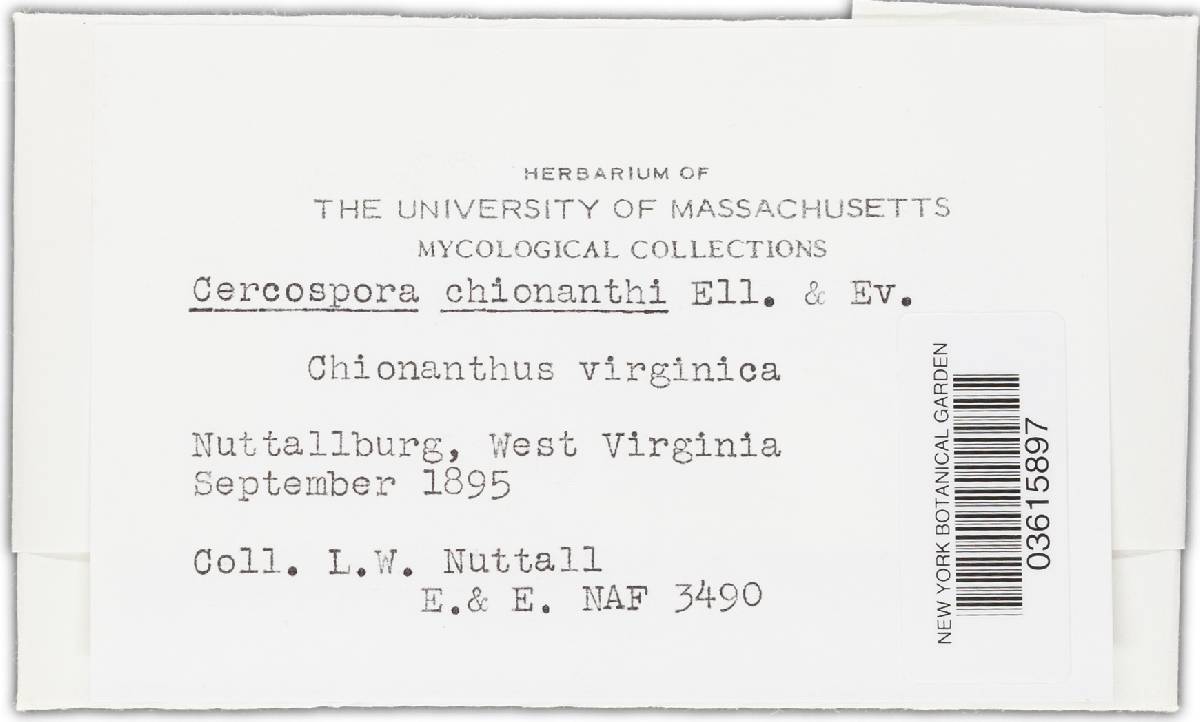 HERBARIUM OF
THE UNIVERSITY OF MASSACHUSETTS
MYCOLOGICAL COLLECTIONS
Cercospora chionanthi Ell. & Ev.
Chionanthus virginica
Nuttallburg, West Virginia
September 1895
Coll. L.W. Nuttall
E.& E. NAF 3490
NEW YORK BOTANICAL GARDEN
03615897